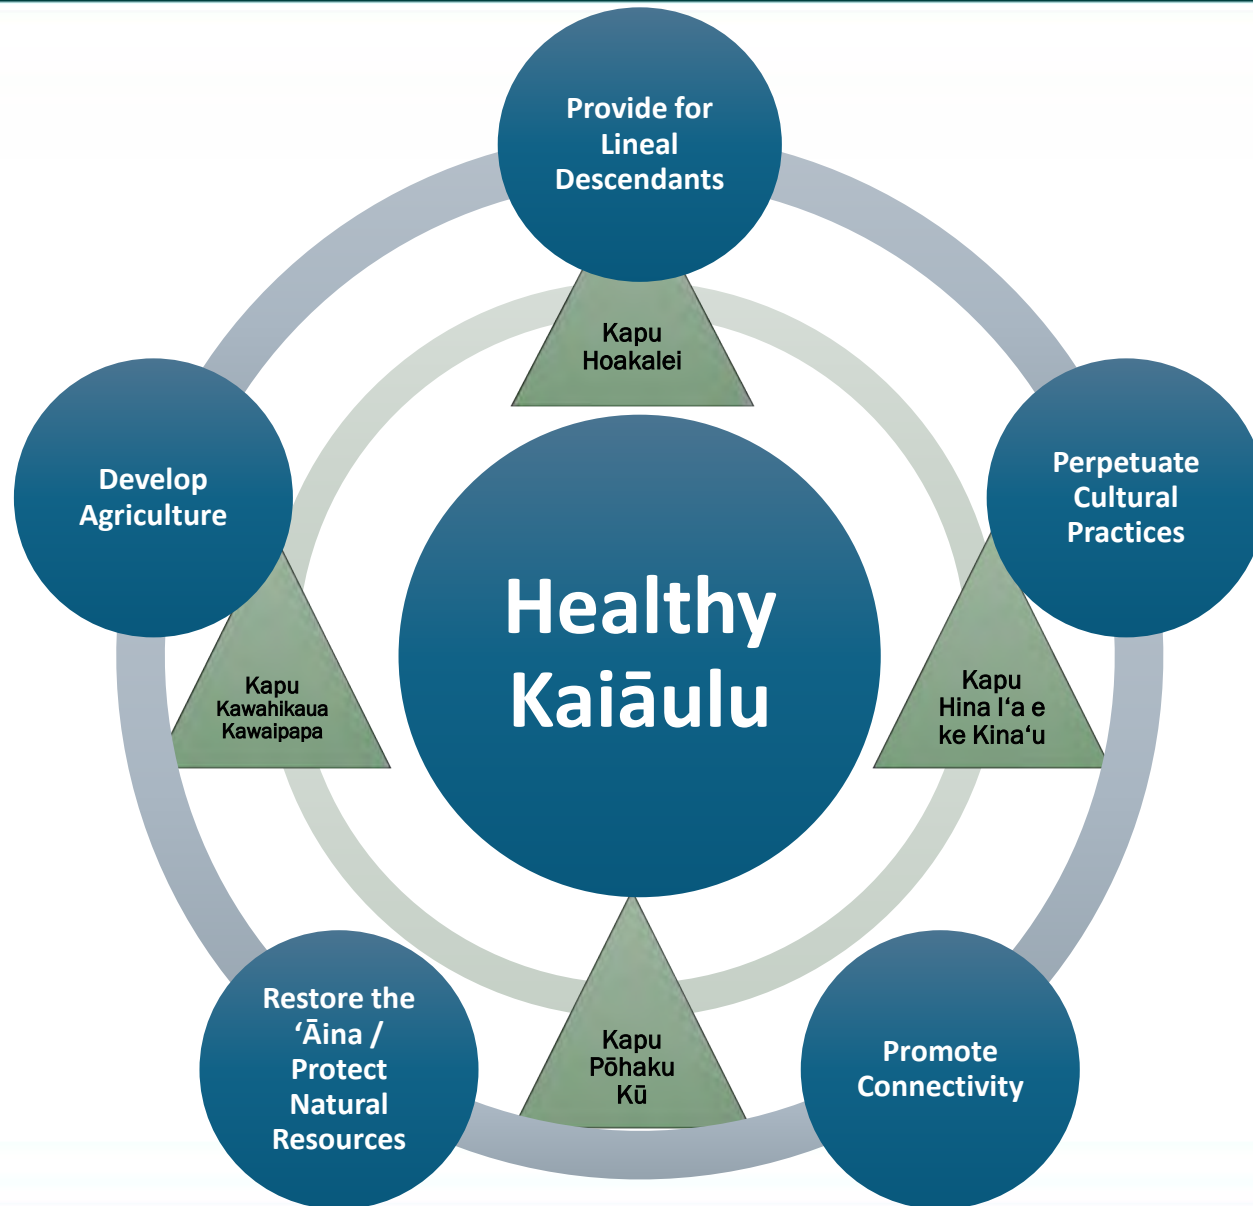 Provide for
Lineal
Descendants
Kapu
Hoakalei
Develop
Agriculture
Perpetuate
Cultural
Practices
Healthy
Kaiāulu
Kapu
Kawahikaua
Kawaipapa
Kapu
Hina I‘a e
ke Kina‘u
Restore the
‘Āina /
Protect
Natural
Resources
Kapu
Pōhaku
Kū
Promote
Connectivity